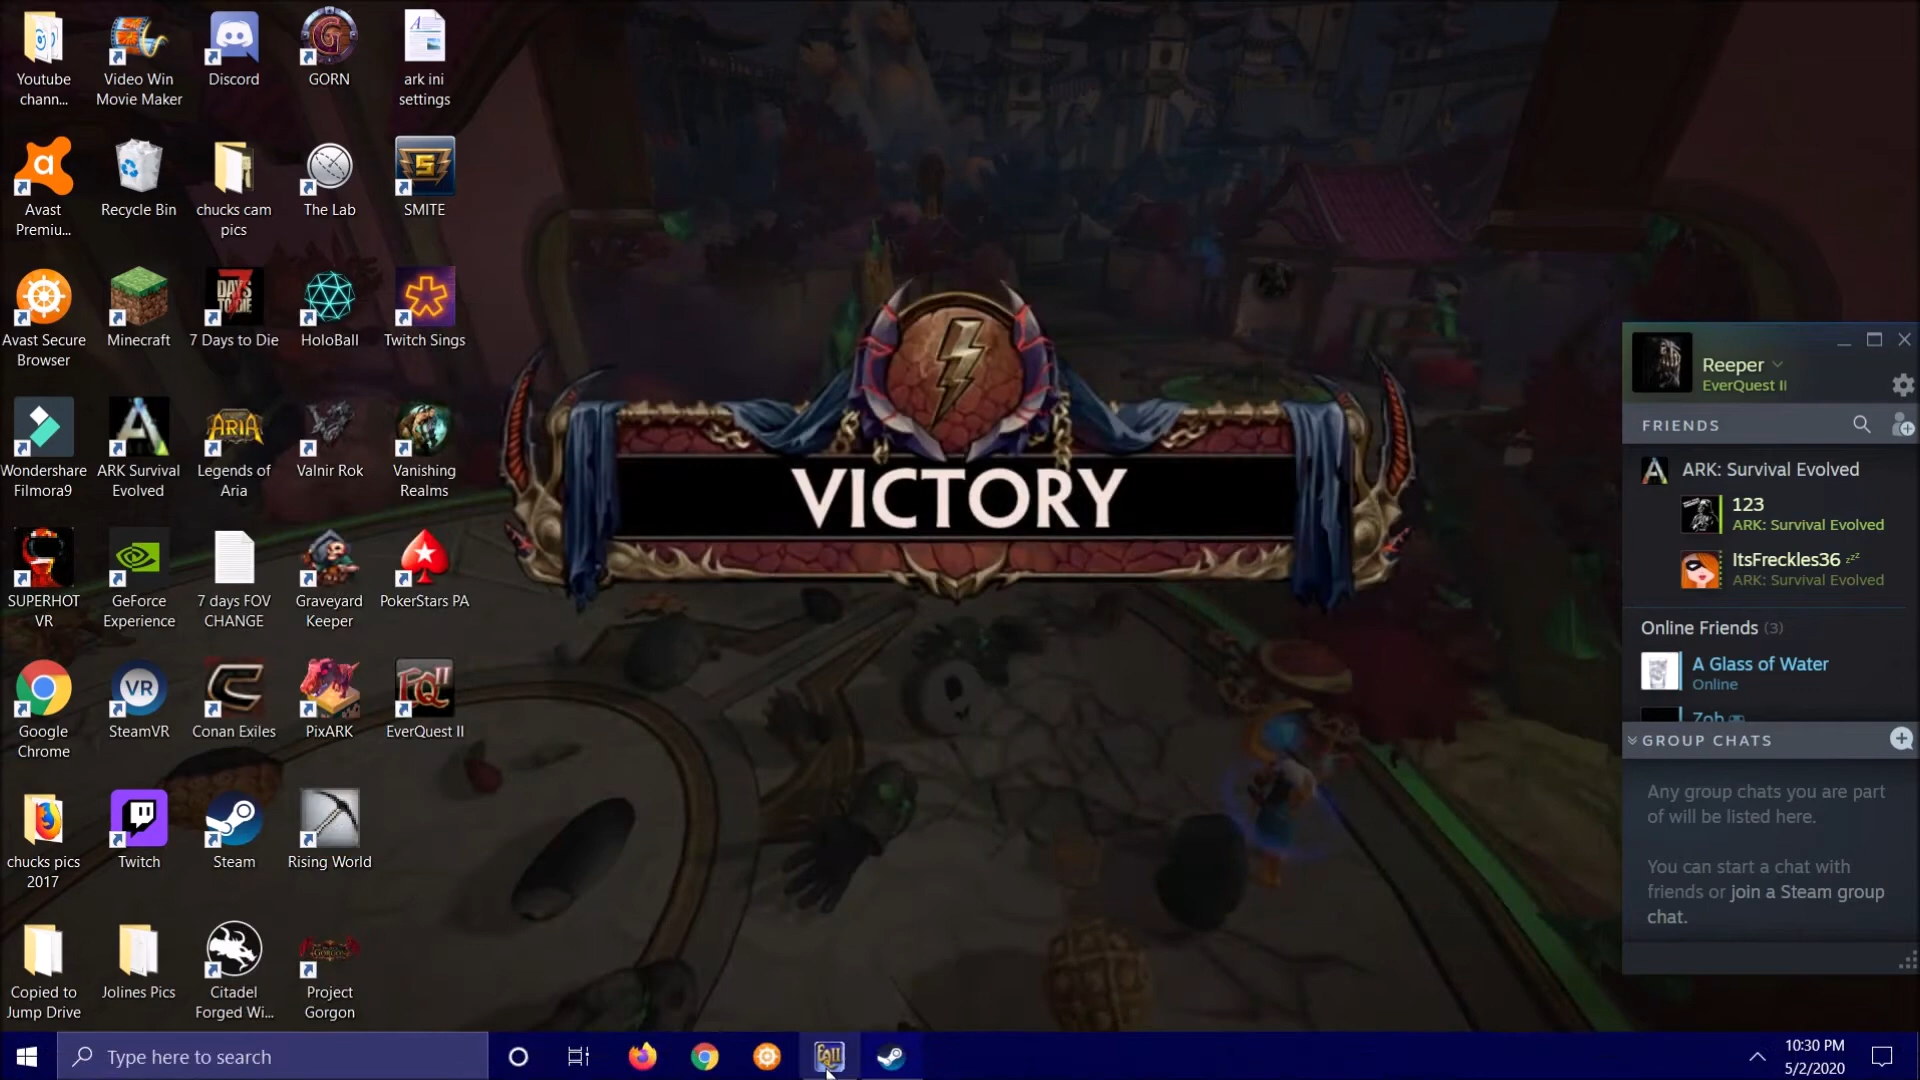 Youtube
chann...
Video Win
Movie Maker
Discord
GORN
ark ini
settings
Avast
Premiu...
Recycle Bin
chucks cam
pics
The Lab
SMITE
Avast Secure
Browser
Minecraft
7 Days to Die
HoloBall
Twitch Sings
Wondershare
Filmora9
ARK Survival
Evolved
Legends of
Aria
Valnir Rok
Vanishing
Realms
SUPERHOT
VR
GeForce
Experience
7 days FOV
CHANGE
Graveyard
Keeper
PokerStars PA
Google
Chrome
SteamVR
Conan Exiles
PixARK
EverQuest II
chucks pics
2017
Twitch
Steam
Rising World
Copied to
Jump Drive
Jolines Pics
Citadel
Forged Wi...
Project
Gorgon
VICTORY
Reeper
EverQuest II
FRIENDS
ARK: Survival Evolved
123
ARK: Survival Evolved
ItsFreckles36 zzz
ARK: Survival Evolved
Online Friends (3)
A Glass of Water
Online
Zob
GROUP CHATS
Any group chats you are part
of will be listed here.
You can start a chat with
friends or join a Steam group
chat.
Type here to search
10:30 PM
5/2/2020